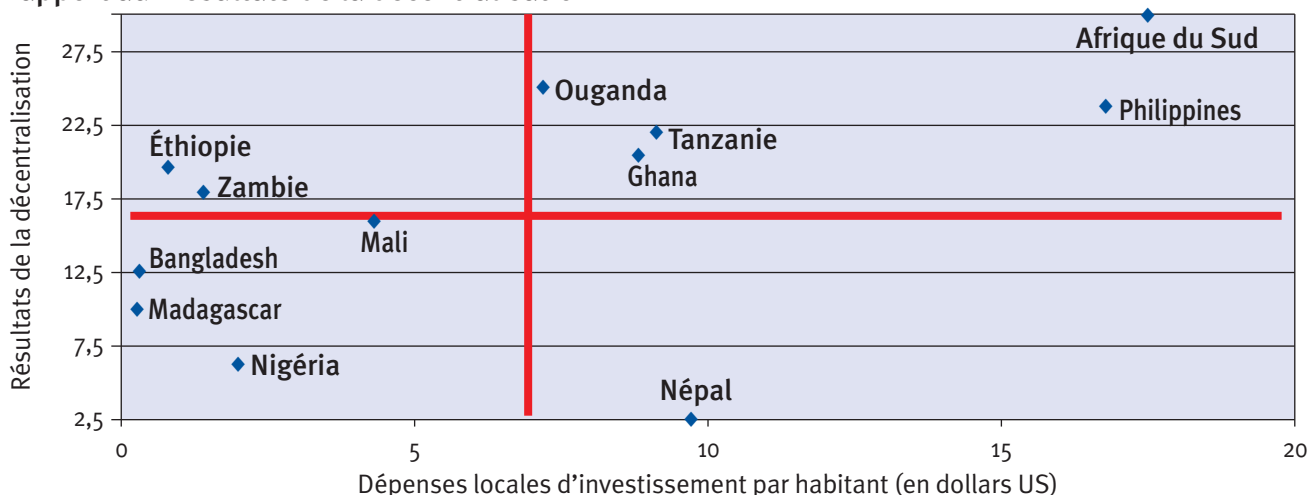 Résultats de la décentralisation
27,5
22,5
17,5
12,5
7,5
2,5
Afrique du Sud
Ouganda
Philippines
Tanzanie
Éthiopie
Ghana
Zambie
Mali
Bangladesh
Madagascar
Nigéria
Népal
0 5 10 15 20
Dépenses locales d'investissement par habitant (en dollars US)